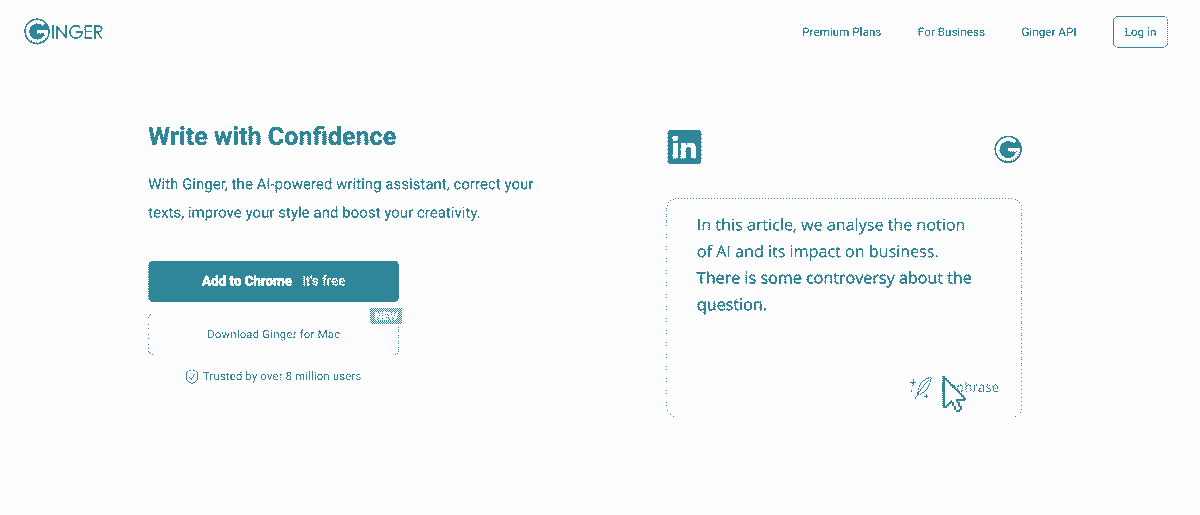 GINGER
Premium Plans
For Business
Ginger API
Log in
Write with Confidence
With Ginger, the AI-powered writing assistant, correct your
texts, improve your style and boost your creativity.
Add to Chrome It's free
Download Ginger for Mac
Trusted by over 8 million users
in
G
In this article, we analyse the notion
of AI and its impact on business.
There is some controversy about the
question.